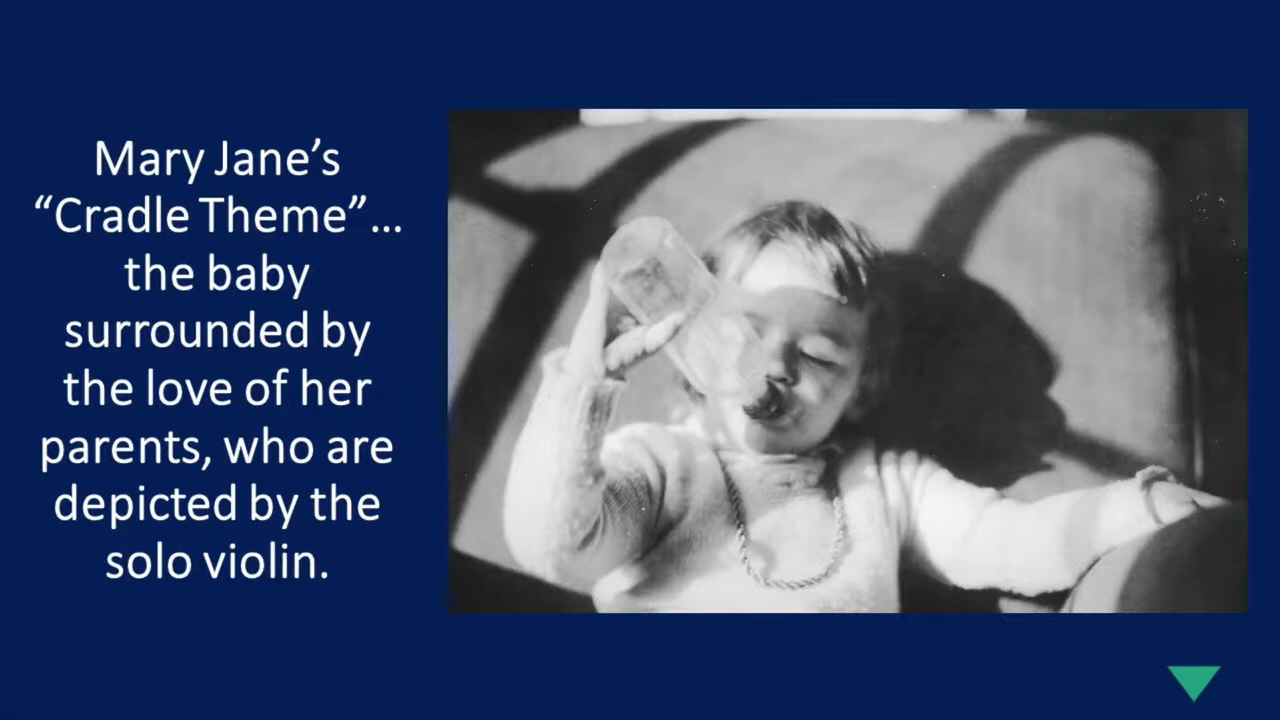 Mary Jane’s
“Cradle Theme”...
the baby
surrounded by
the love of her
parents, who are
depicted by the
solo violin.